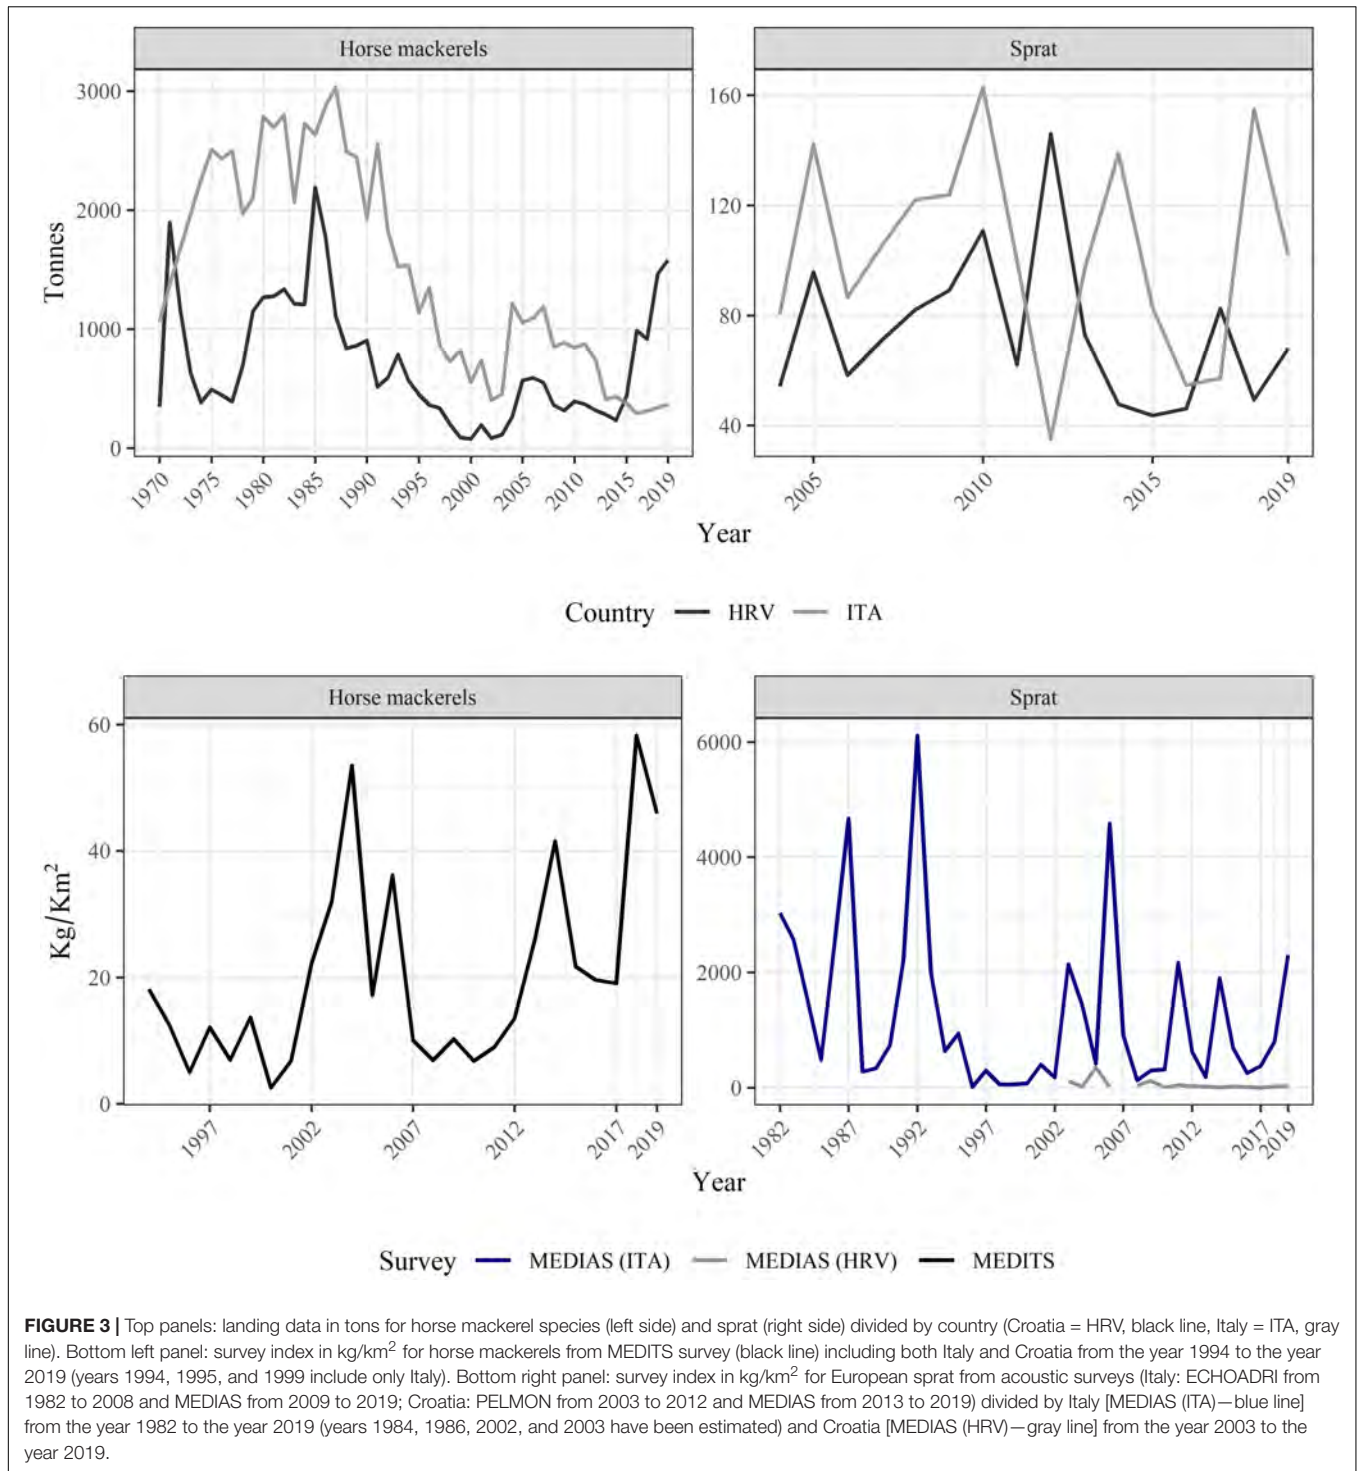 Horse mackerels
Sprat
Tonnes
3000
2000
1000
0
160
120
80
40
1970
1975
1980
1985
1990
1995
2000
2005
2010
2015
2019
2005
2010
2015
2019
Year
Country HRV ITA
Horse mackerels
Sprat
Kg/Km²
60
40
20
0
6000
4000
2000
0
1997
2002
2007
2012
2017
2019
1982
1987
1992
1997
2002
2007
2012
2017
2019
Year
Survey MEDIAS (ITA) MEDIAS (HRV) MEDITS
FIGURE 3 | Top panels: landing data in tons for horse mackerel species (left side) and sprat (right side) divided by country (Croatia = HRV, black line, Italy = ITA, gray
line). Bottom left panel: survey index in kg/km² for horse mackerels from MEDITS survey (black line) including both Italy and Croatia from the year 1994 to the year
2019 (years 1994, 1995, and 1999 include only Italy). Bottom right panel: survey index in kg/km² for European sprat from acoustic surveys (Italy: ECHOADRI from
1982 to 2008 and MEDIAS from 2009 to 2019; Croatia: PELMON from 2003 to 2012 and MEDIAS from 2013 to 2019) divided by Italy [MEDIAS (ITA)—blue line]
from the year 1982 to the year 2019 (years 1984, 1986, 2002, and 2003 have been estimated) and Croatia [MEDIAS (HRV)—gray line] from the year 2003 to the
year 2019.